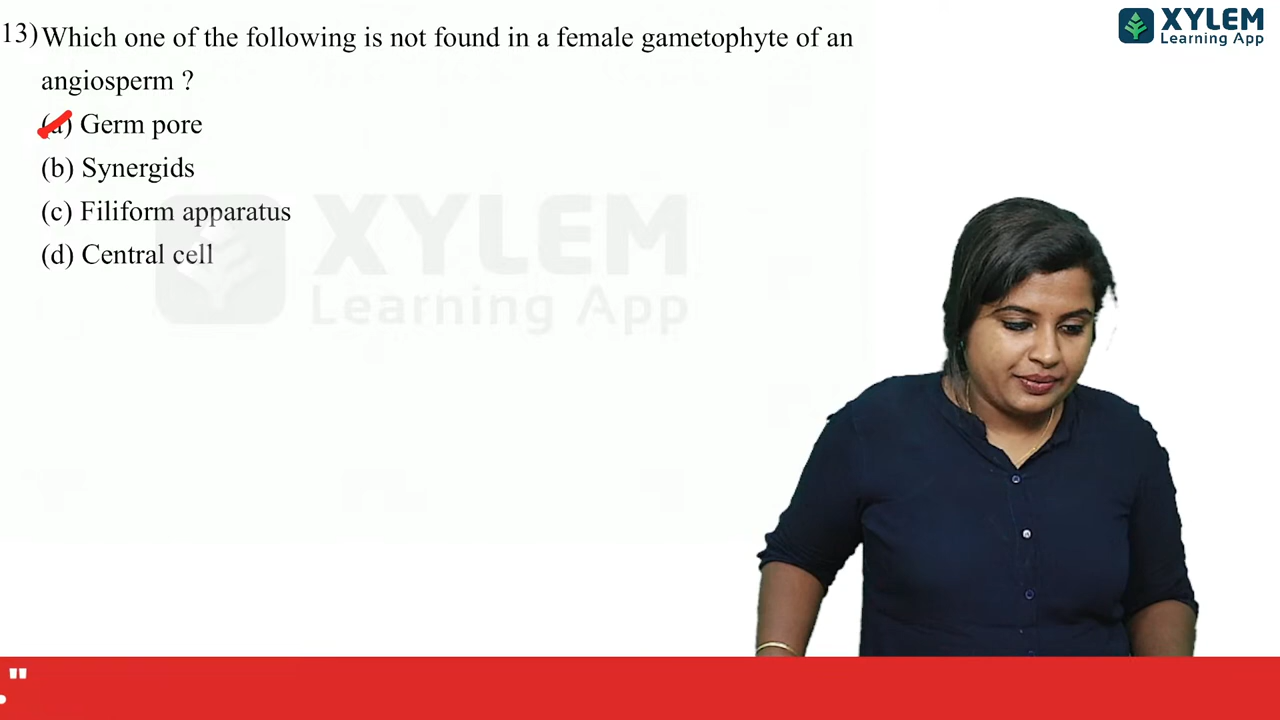 13) Which one of the following is not found in a female gametophyte of an
angiosperm ?
(a) Germ pore
(b) Synergids
(c) Filiform apparatus
(d) Central cell
XYLEM
Learning App
XYLEM
Learning App
."